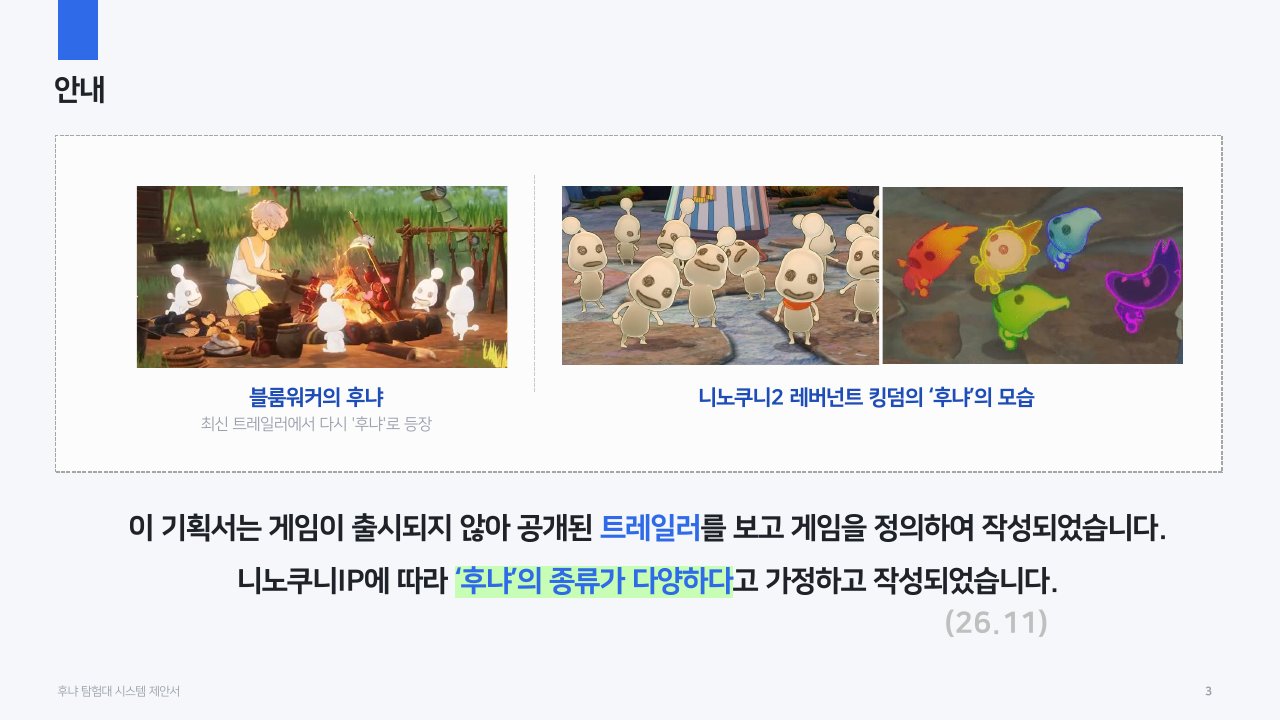 안내
블룸워커의 후냐
최신 트레일러에서 다시 '후냐'로 등장
니노쿠니2 레버넌트 킹덤의 ‘후냐’의 모습
이 기획서는 게임이 출시되지 않아 공개된 트레일러를 보고 게임을 정의하여 작성되었습니다.
니노쿠니IP에 따라 ‘후냐’의 종류가 다양하다고 가정하고 작성되었습니다.
(26.11)
후냐 탐험대 시스템 제안서
3